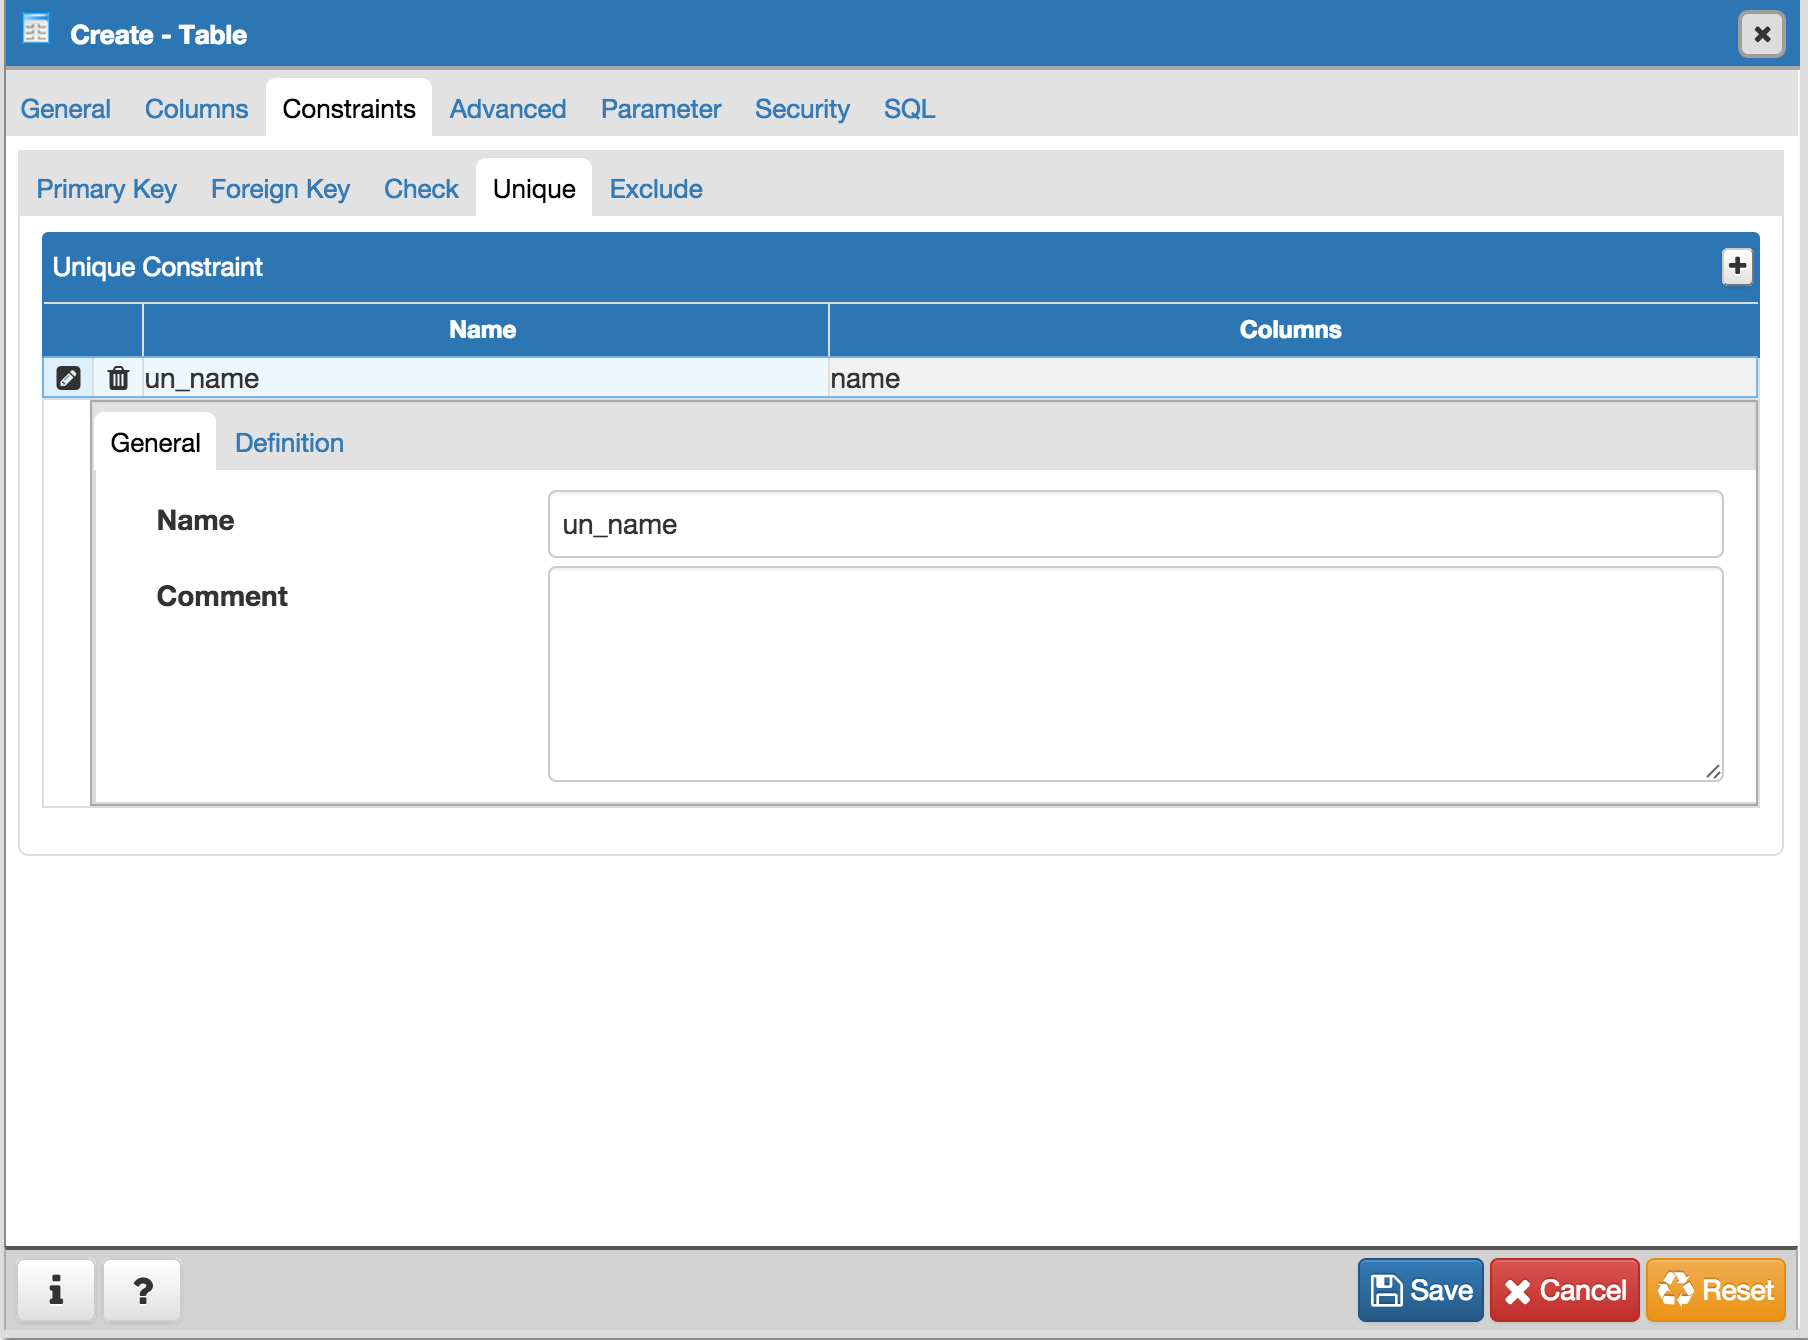 Create - Table
General Columns Constraints Advanced Parameter Security SQL
Primary Key Foreign Key Check Unique Exclude
Unique Constraint
Name Columns
un_name name
General Definition
Name un_name
Comment
i ? Save Cancel Reset